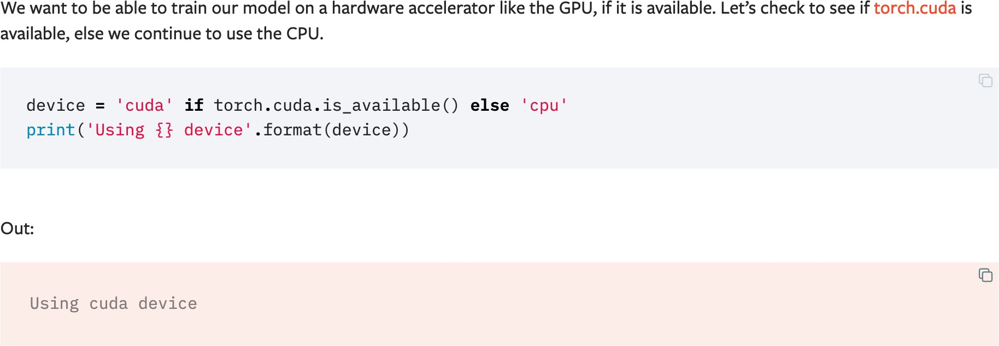 We want to be able to train our model on a hardware accelerator like the GPU, if it is available. Let’s check to see if torch.cuda is
available, else we continue to use the CPU.
device = 'cuda' if torch.cuda.is_available() else 'cpu'
print('Using {} device'.format(device))
Out:
Using cuda device